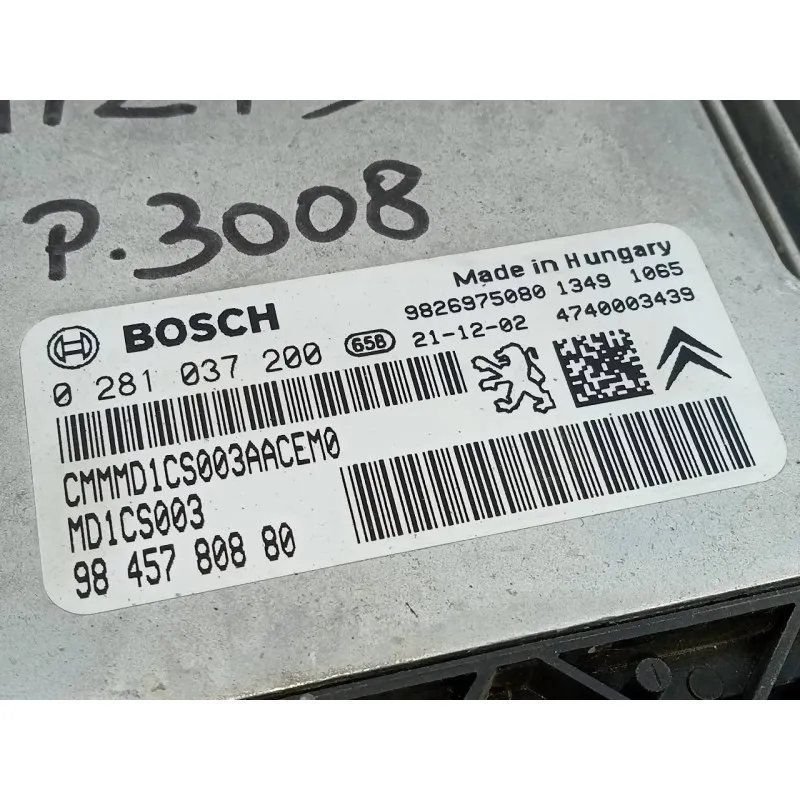 P.3008
Made in Hungary
BOSCH
9826975080 1349 1065
0 281 037 200 658 21-12-02 4740003439
CMMMD1CS003AACEM0
MD1CS003
98 457 808 80